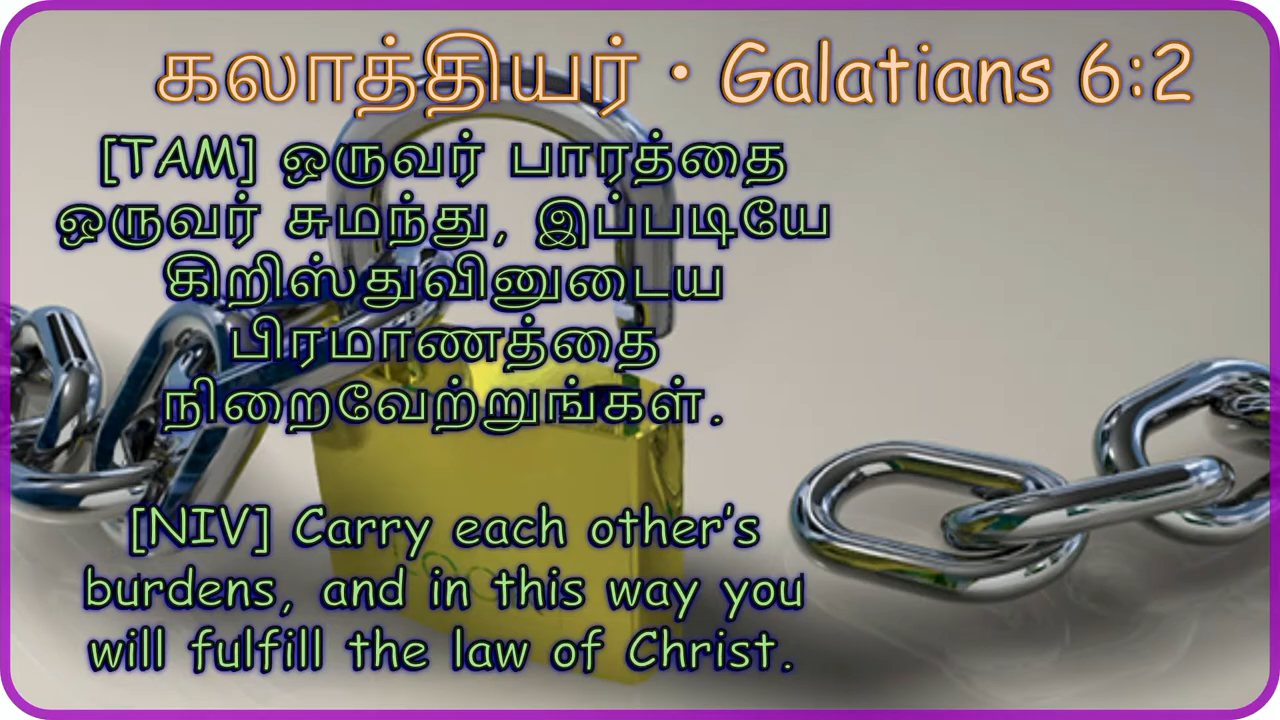 கலாத்தியர் • Galatians 6:2
[TAM] ஒருவர் பாரத்தை
ஒருவர் சுமந்து, இப்படியே
கிறிஸ்துவினுடைய
பிரமாணத்தை
நிறைவேற்றுங்கள்.
[NIV] Carry each other's
burdens, and in this way you
will fulfill the law of Christ.